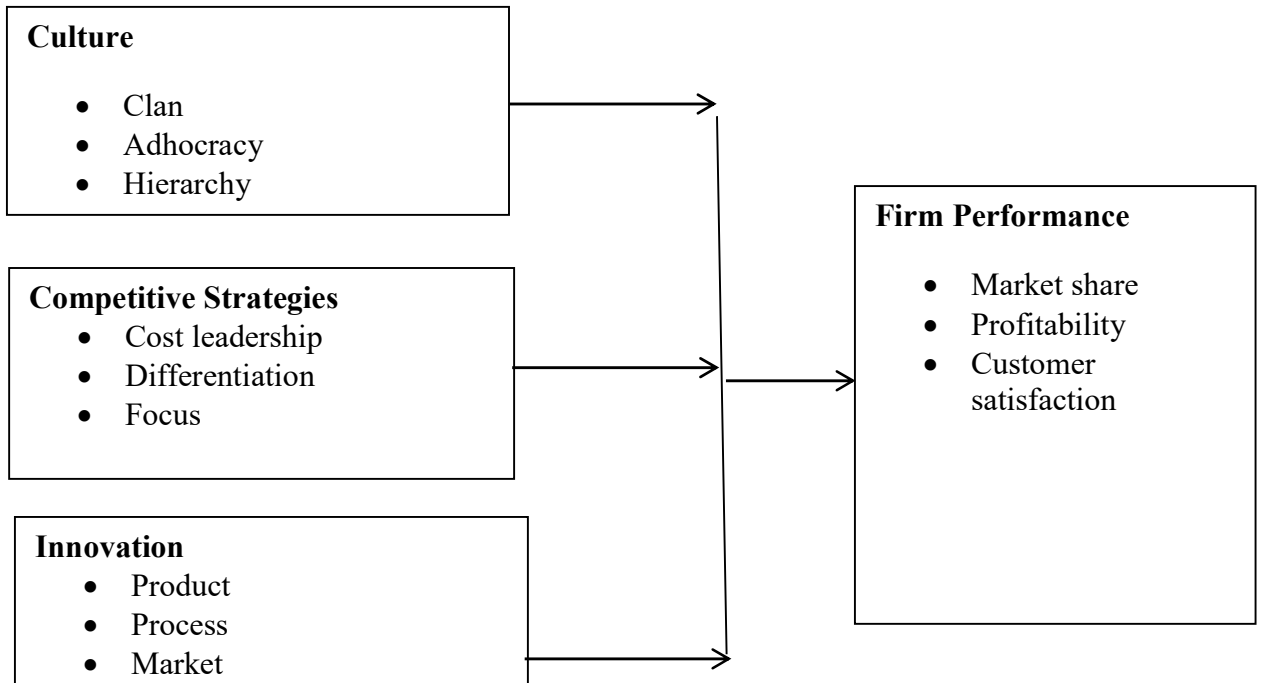 Culture
• Clan
• Adhocracy
• Hierarchy
Competitive Strategies
• Cost leadership
• Differentiation
• Focus
Innovation
• Product
• Process
• Market
Firm Performance
• Market share
• Profitability
• Customer
satisfaction